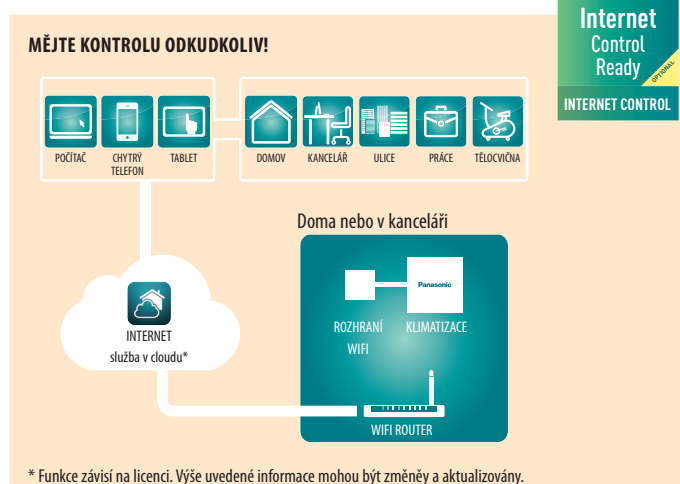 MĚJTE KONTROLU ODKUDKOLIV!
Internet
Control
Ready
OPTIONAL
INTERNET CONTROL
POČÍTAČ
CHYTRÝ
TELEFON
TABLET
DOMOV
KANCELÁŘ
ULICE
PRÁCE
TĚLOCVIČNA
Doma nebo v kanceláři
Panasonic
ROZHRANÍ
WIFI
KLIMATIZACE
INTERNET
služba v cloudu*
WIFI ROUTER
* Funkce závisí na licenci. Výše uvedené informace mohou být změněny a aktualizovány.